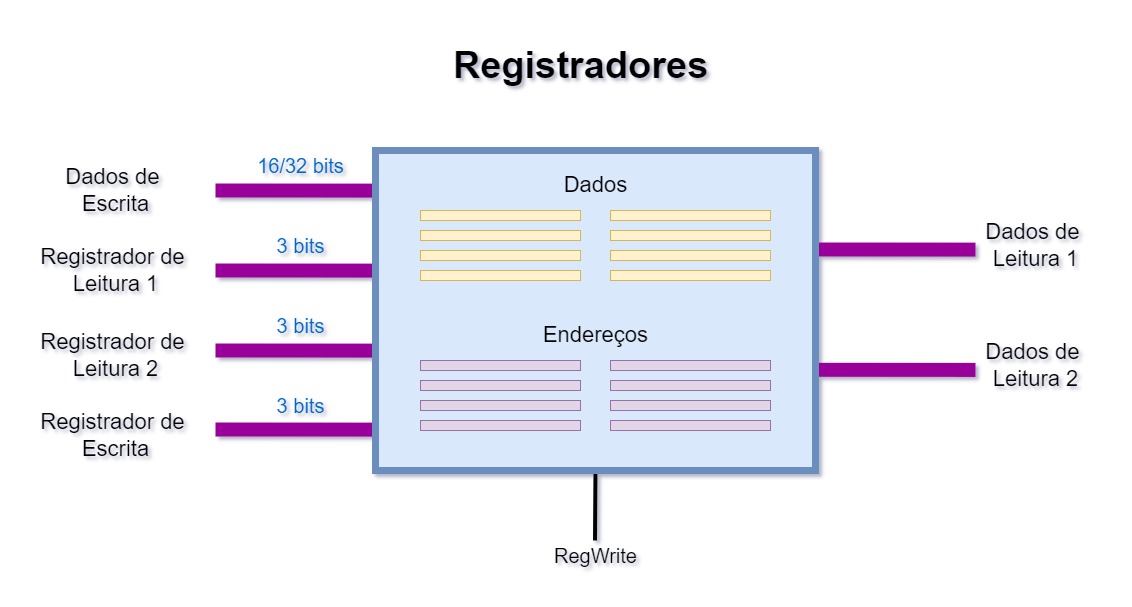 Registradores
16/32 bits
Dados de
Escrita
3 bits
Registrador de
Leitura 1
3 bits
Registrador de
Leitura 2
3 bits
Registrador de
Escrita
Dados
Endereços
Dados de
Leitura 1
Dados de
Leitura 2
RegWrite